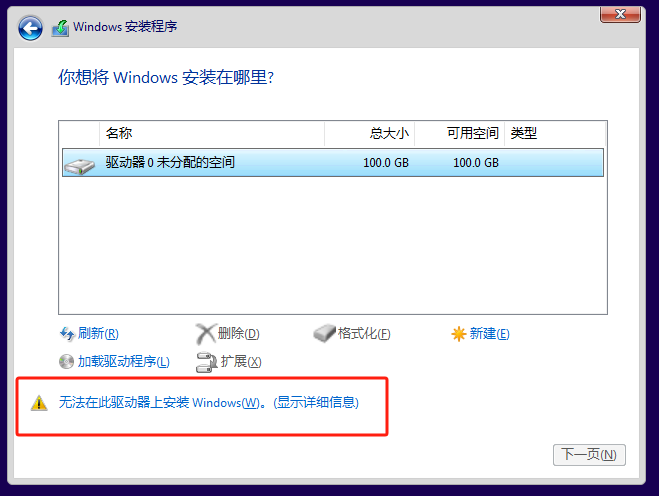 Windows 安装程序
你想将 Windows 安装在哪里?
名称 总大小 可用空间 类型
驱动器 0 未分配的空间 100.0 GB 100.0 GB
刷新(R) 删除(D) 格式化(F) 新建(E)
加载驱动程序(L) 扩展(X)
无法在此驱动器上安装 Windows(W)。(显示详细信息)
下一页(N)